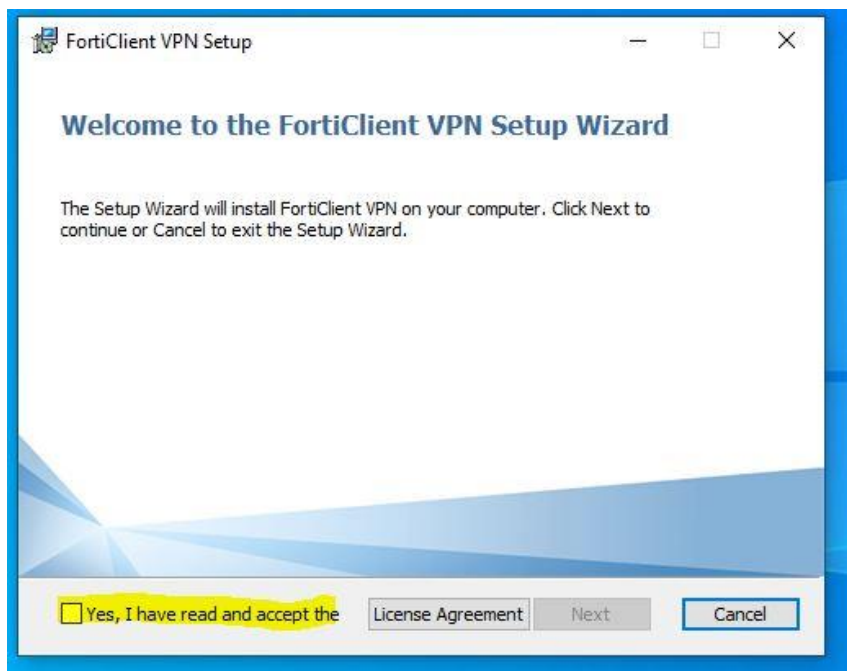 FortiClient VPN Setup
Welcome to the FortiClient VPN Setup Wizard
The Setup Wizard will install FortiClient VPN on your computer. Click Next to
continue or Cancel to exit the Setup Wizard.
Yes, I have read and accept the License Agreement Next Cancel